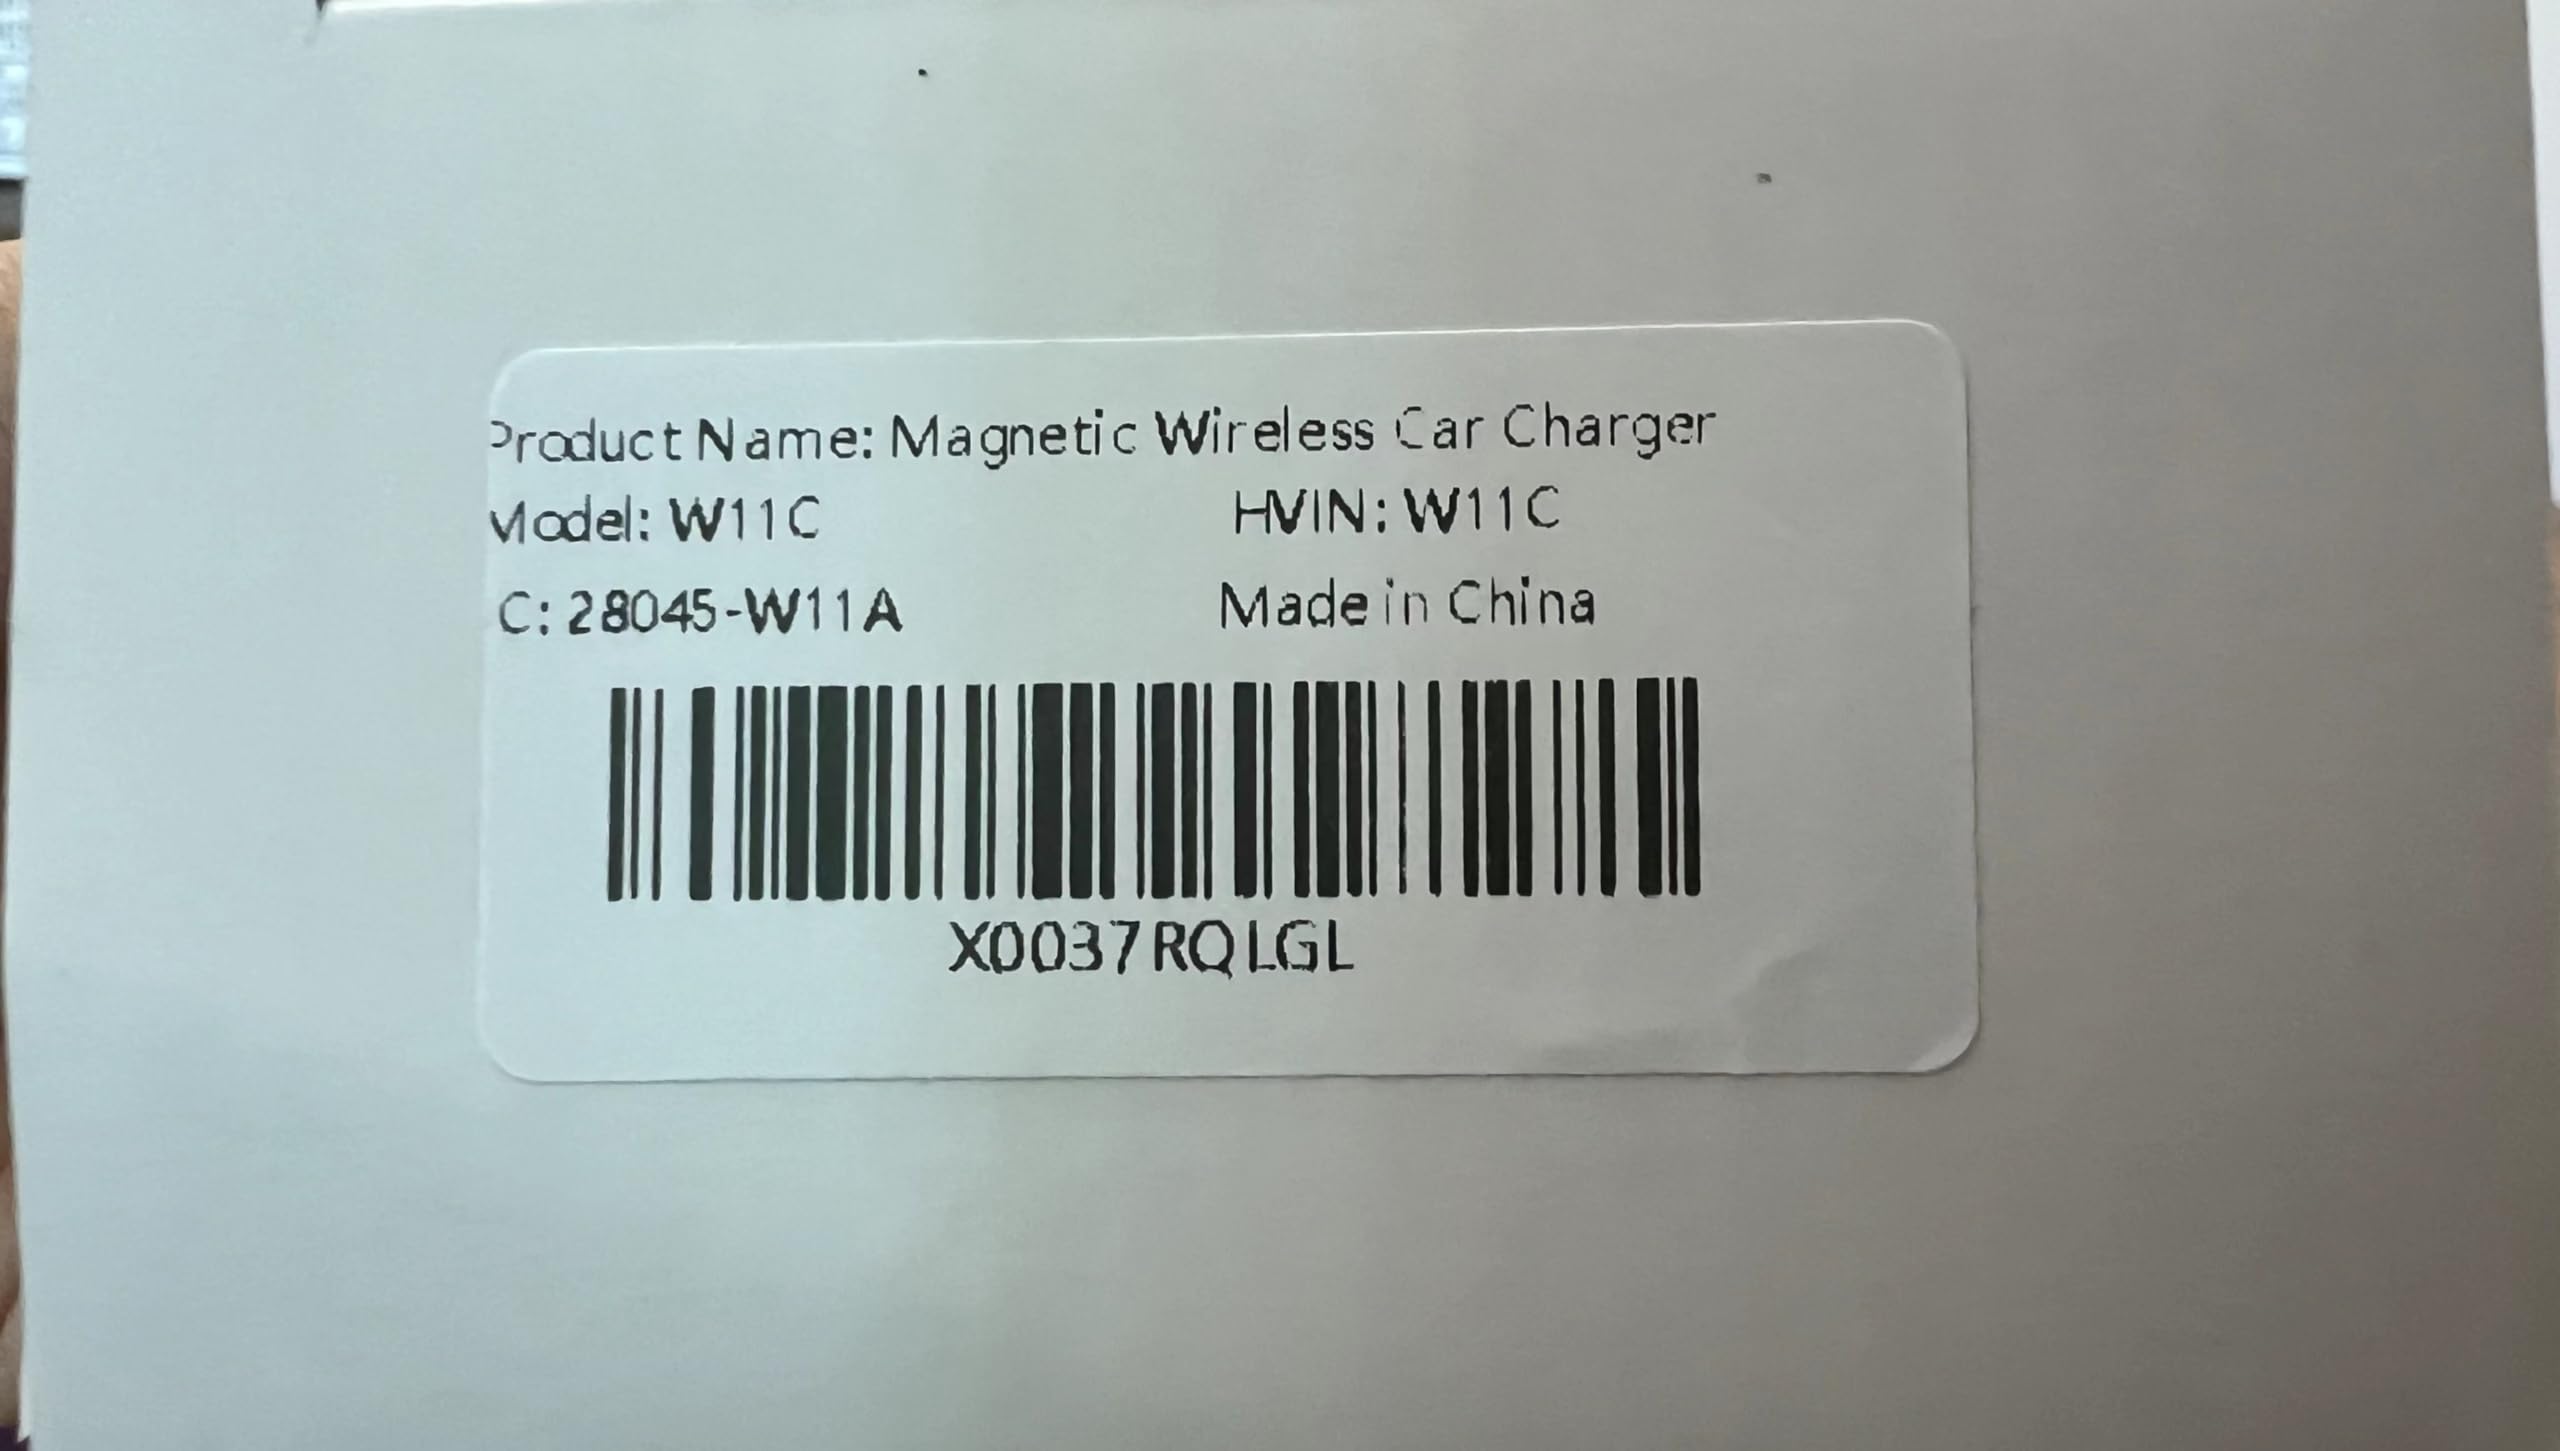 Product Name: Magnetic Wireless Car Charger
Model: W11C HVIN: W11C
C: 28045-W11A Made in China
X0037RQLGL